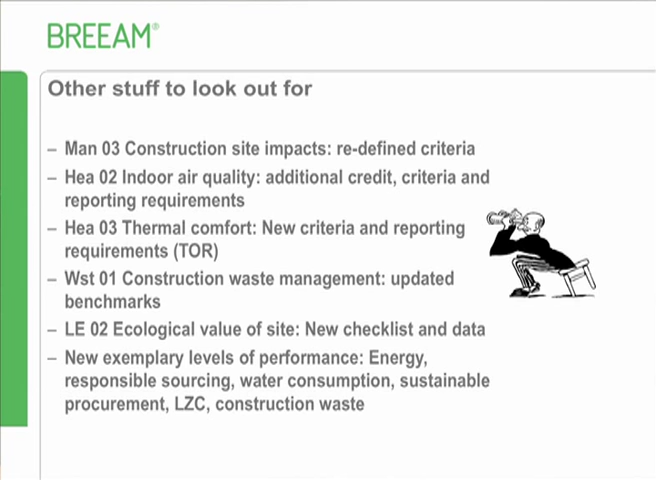 BREEAM®
Other stuff to look out for
– Man 03 Construction site impacts: re-defined criteria
– Hea 02 Indoor air quality: additional credit, criteria and
reporting requirements
– Hea 03 Thermal comfort: New criteria and reporting
requirements (TOR)
– Wst 01 Construction waste management: updated
benchmarks
– LE 02 Ecological value of site: New checklist and data
– New exemplary levels of performance: Energy,
responsible sourcing, water consumption, sustainable
procurement, LZC, construction waste